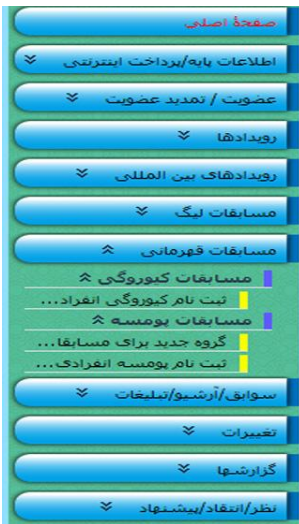 صفحهٔ اصلی
اطلاعات پایه/پرداخت اینترنتی
عضویت / تمدید عضویت
رویدادها
رویدادهای بین المللی
مسابقات لیگ
مسابقات قهرمانی
مسابقات کیوروگی
ثبت نام کیوروگی انفراد...
مسابقات پومسه
گروه جدید برای مسابقا...
ثبت نام پومسه انفرادی...
سوابق/آرشیو/تبلیغات
تغییرات
گزارشها
نظر/انتقاد/پیشنهاد